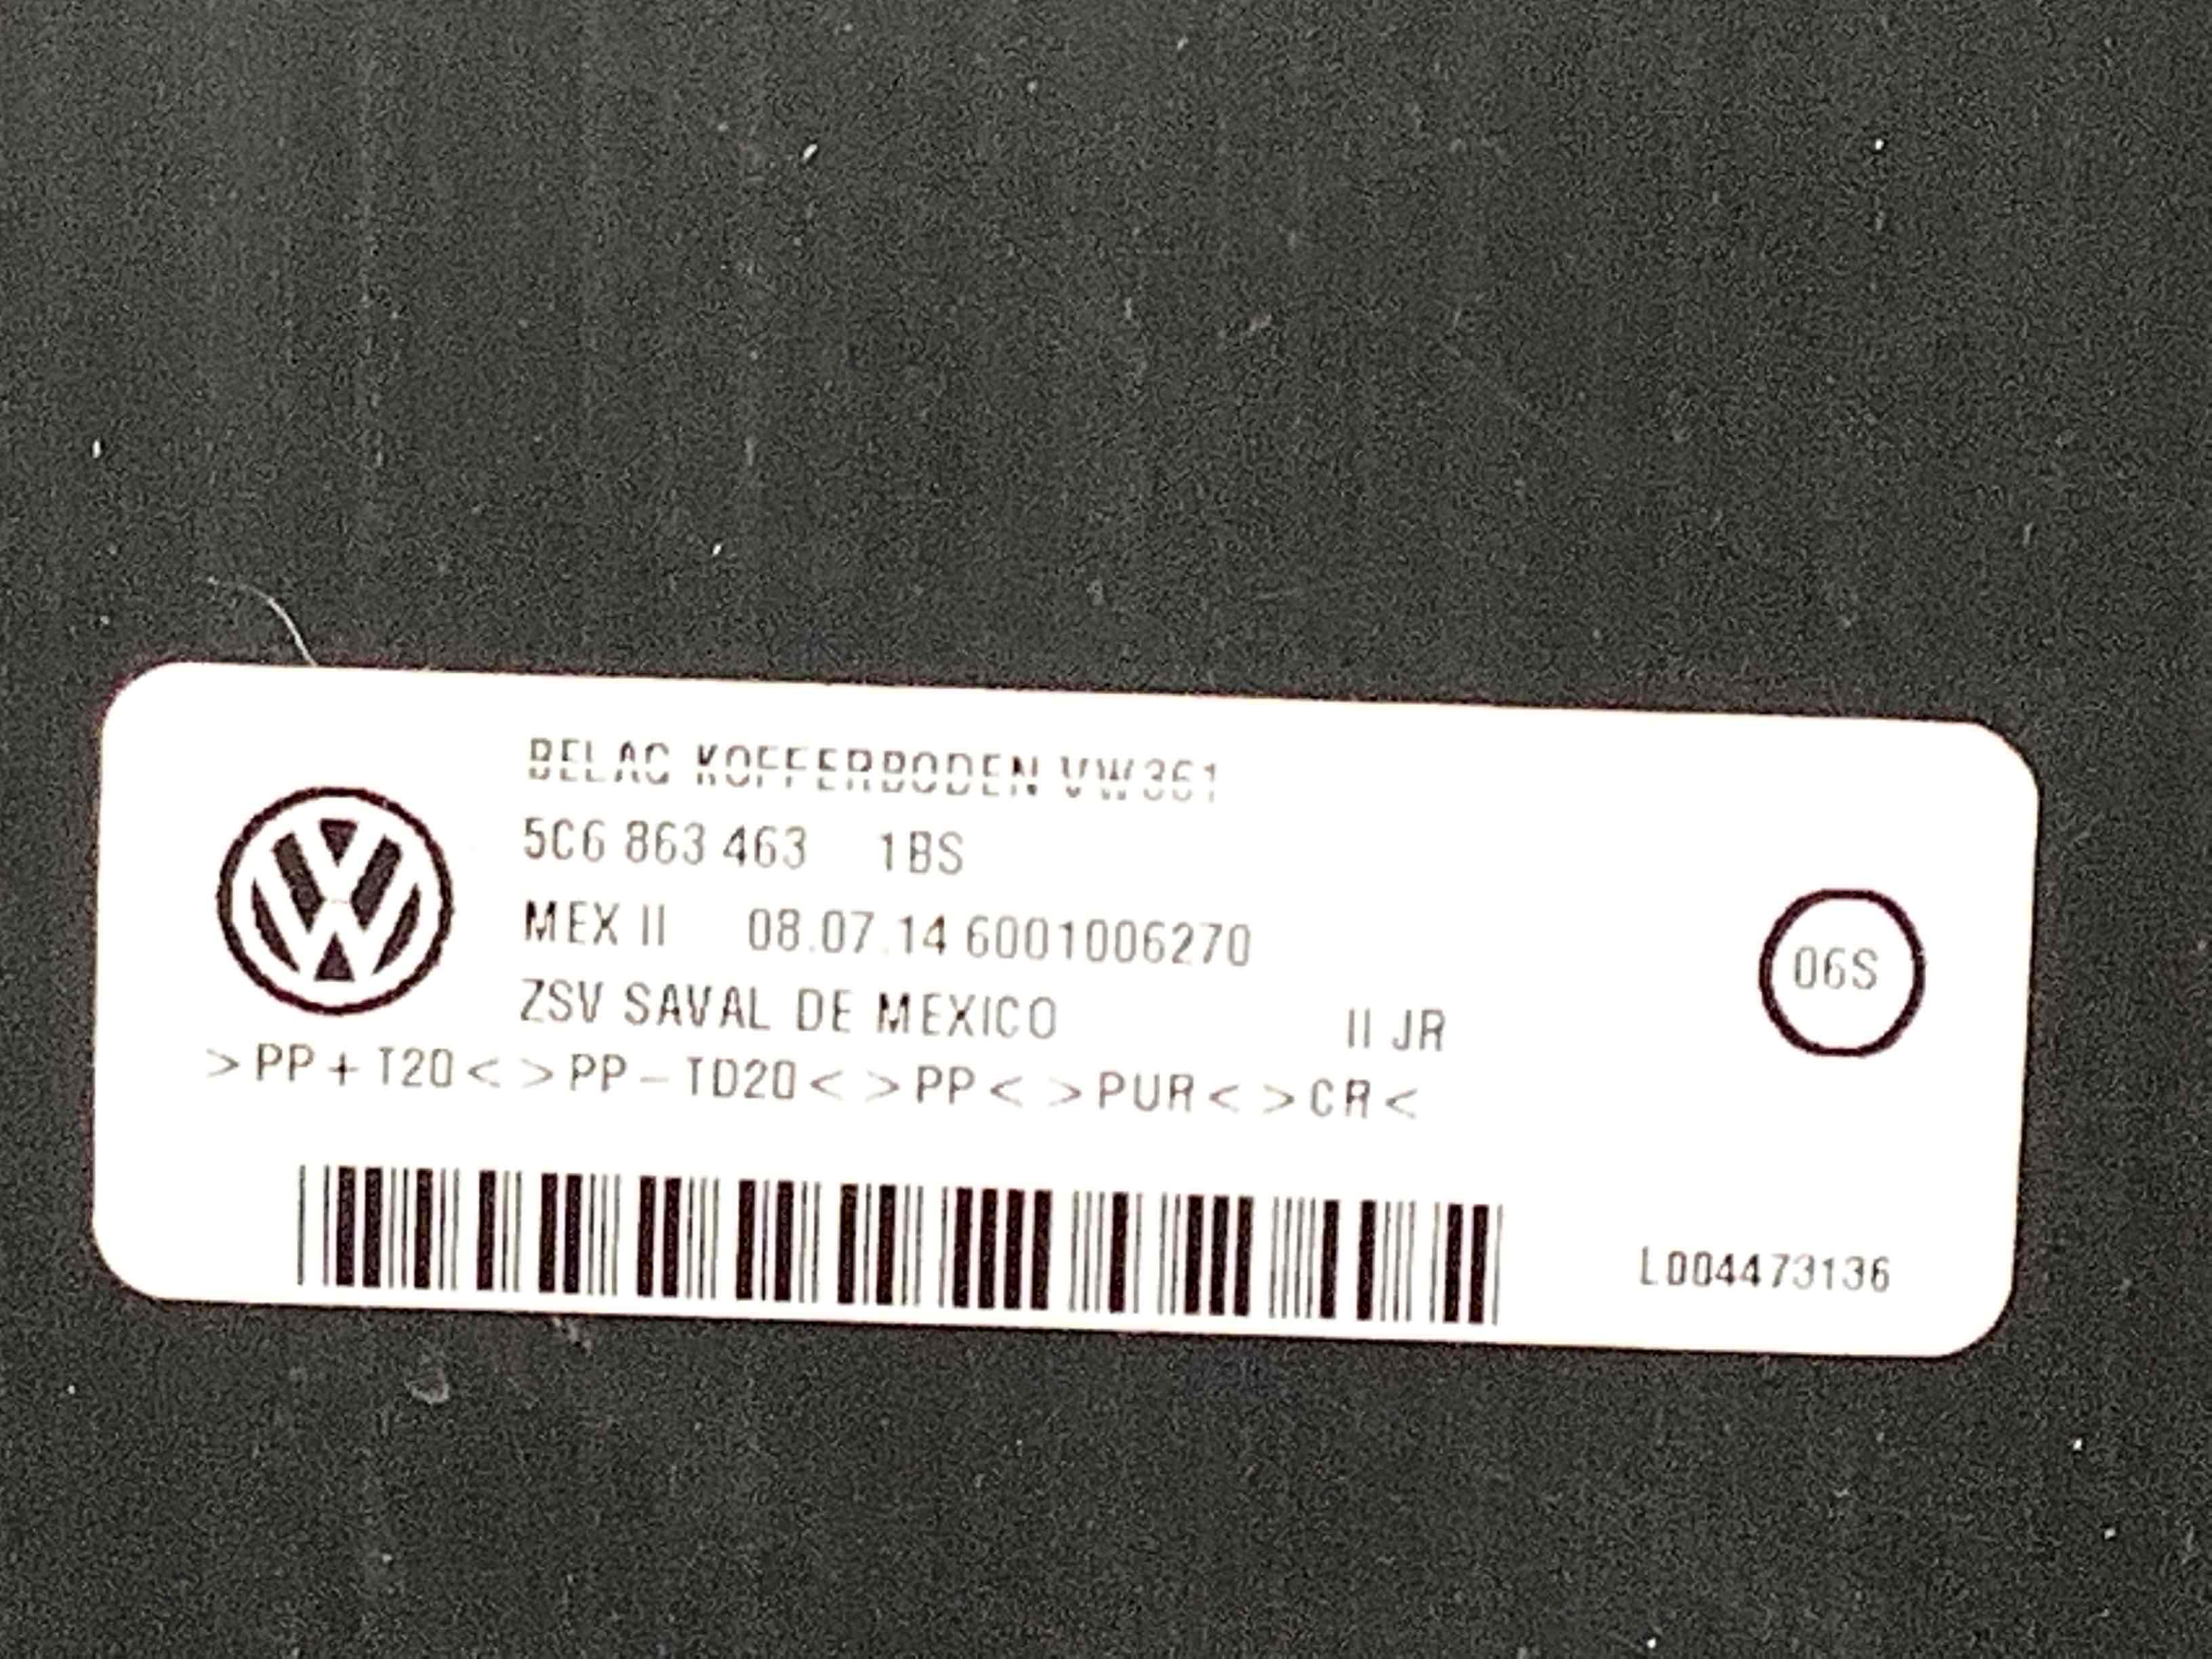 BELAG KOFFERBODEN VW361
5C6 863 463 1BS
MEX II 08.07.14 6001006270
06S
ZSV SAVAL DE MEXICO II JR
>PP+T20<>PP-TD20<>PP<>PUR<>CR<
L004473136